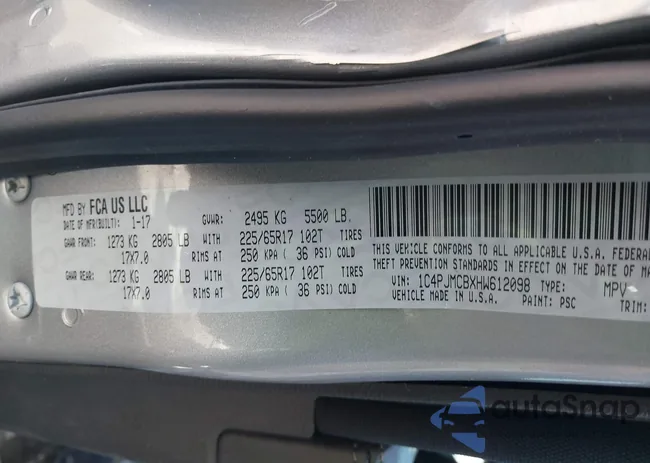 MFD BY FCA US LLC
DATE OF MFR(BUILT): 1-17
GVWR: 2495 KG 5500 LB.
GAWR FRONT: 1273 KG 2805 LB WITH 225/65R17 102T TIRES
17X7.0 RIMS AT 250 KPA ( 36 PSI) COLD
GAWR REAR: 1273 KG 2805 LB WITH 225/65R17 102T TIRES
17X7.0 RIMS AT 250 KPA ( 36 PSI) COLD
THIS VEHICLE CONFORMS TO ALL APPLICABLE U.S.A. FEDERAL
THEFT PREVENTION STANDARDS IN EFFECT ON THE DATE OF MANU
VIN: 1C4PJMCBXHW612098 TYPE: MPV
VEHICLE MADE IN U.S.A. PAINT: PSC TRIM:
autoSnap